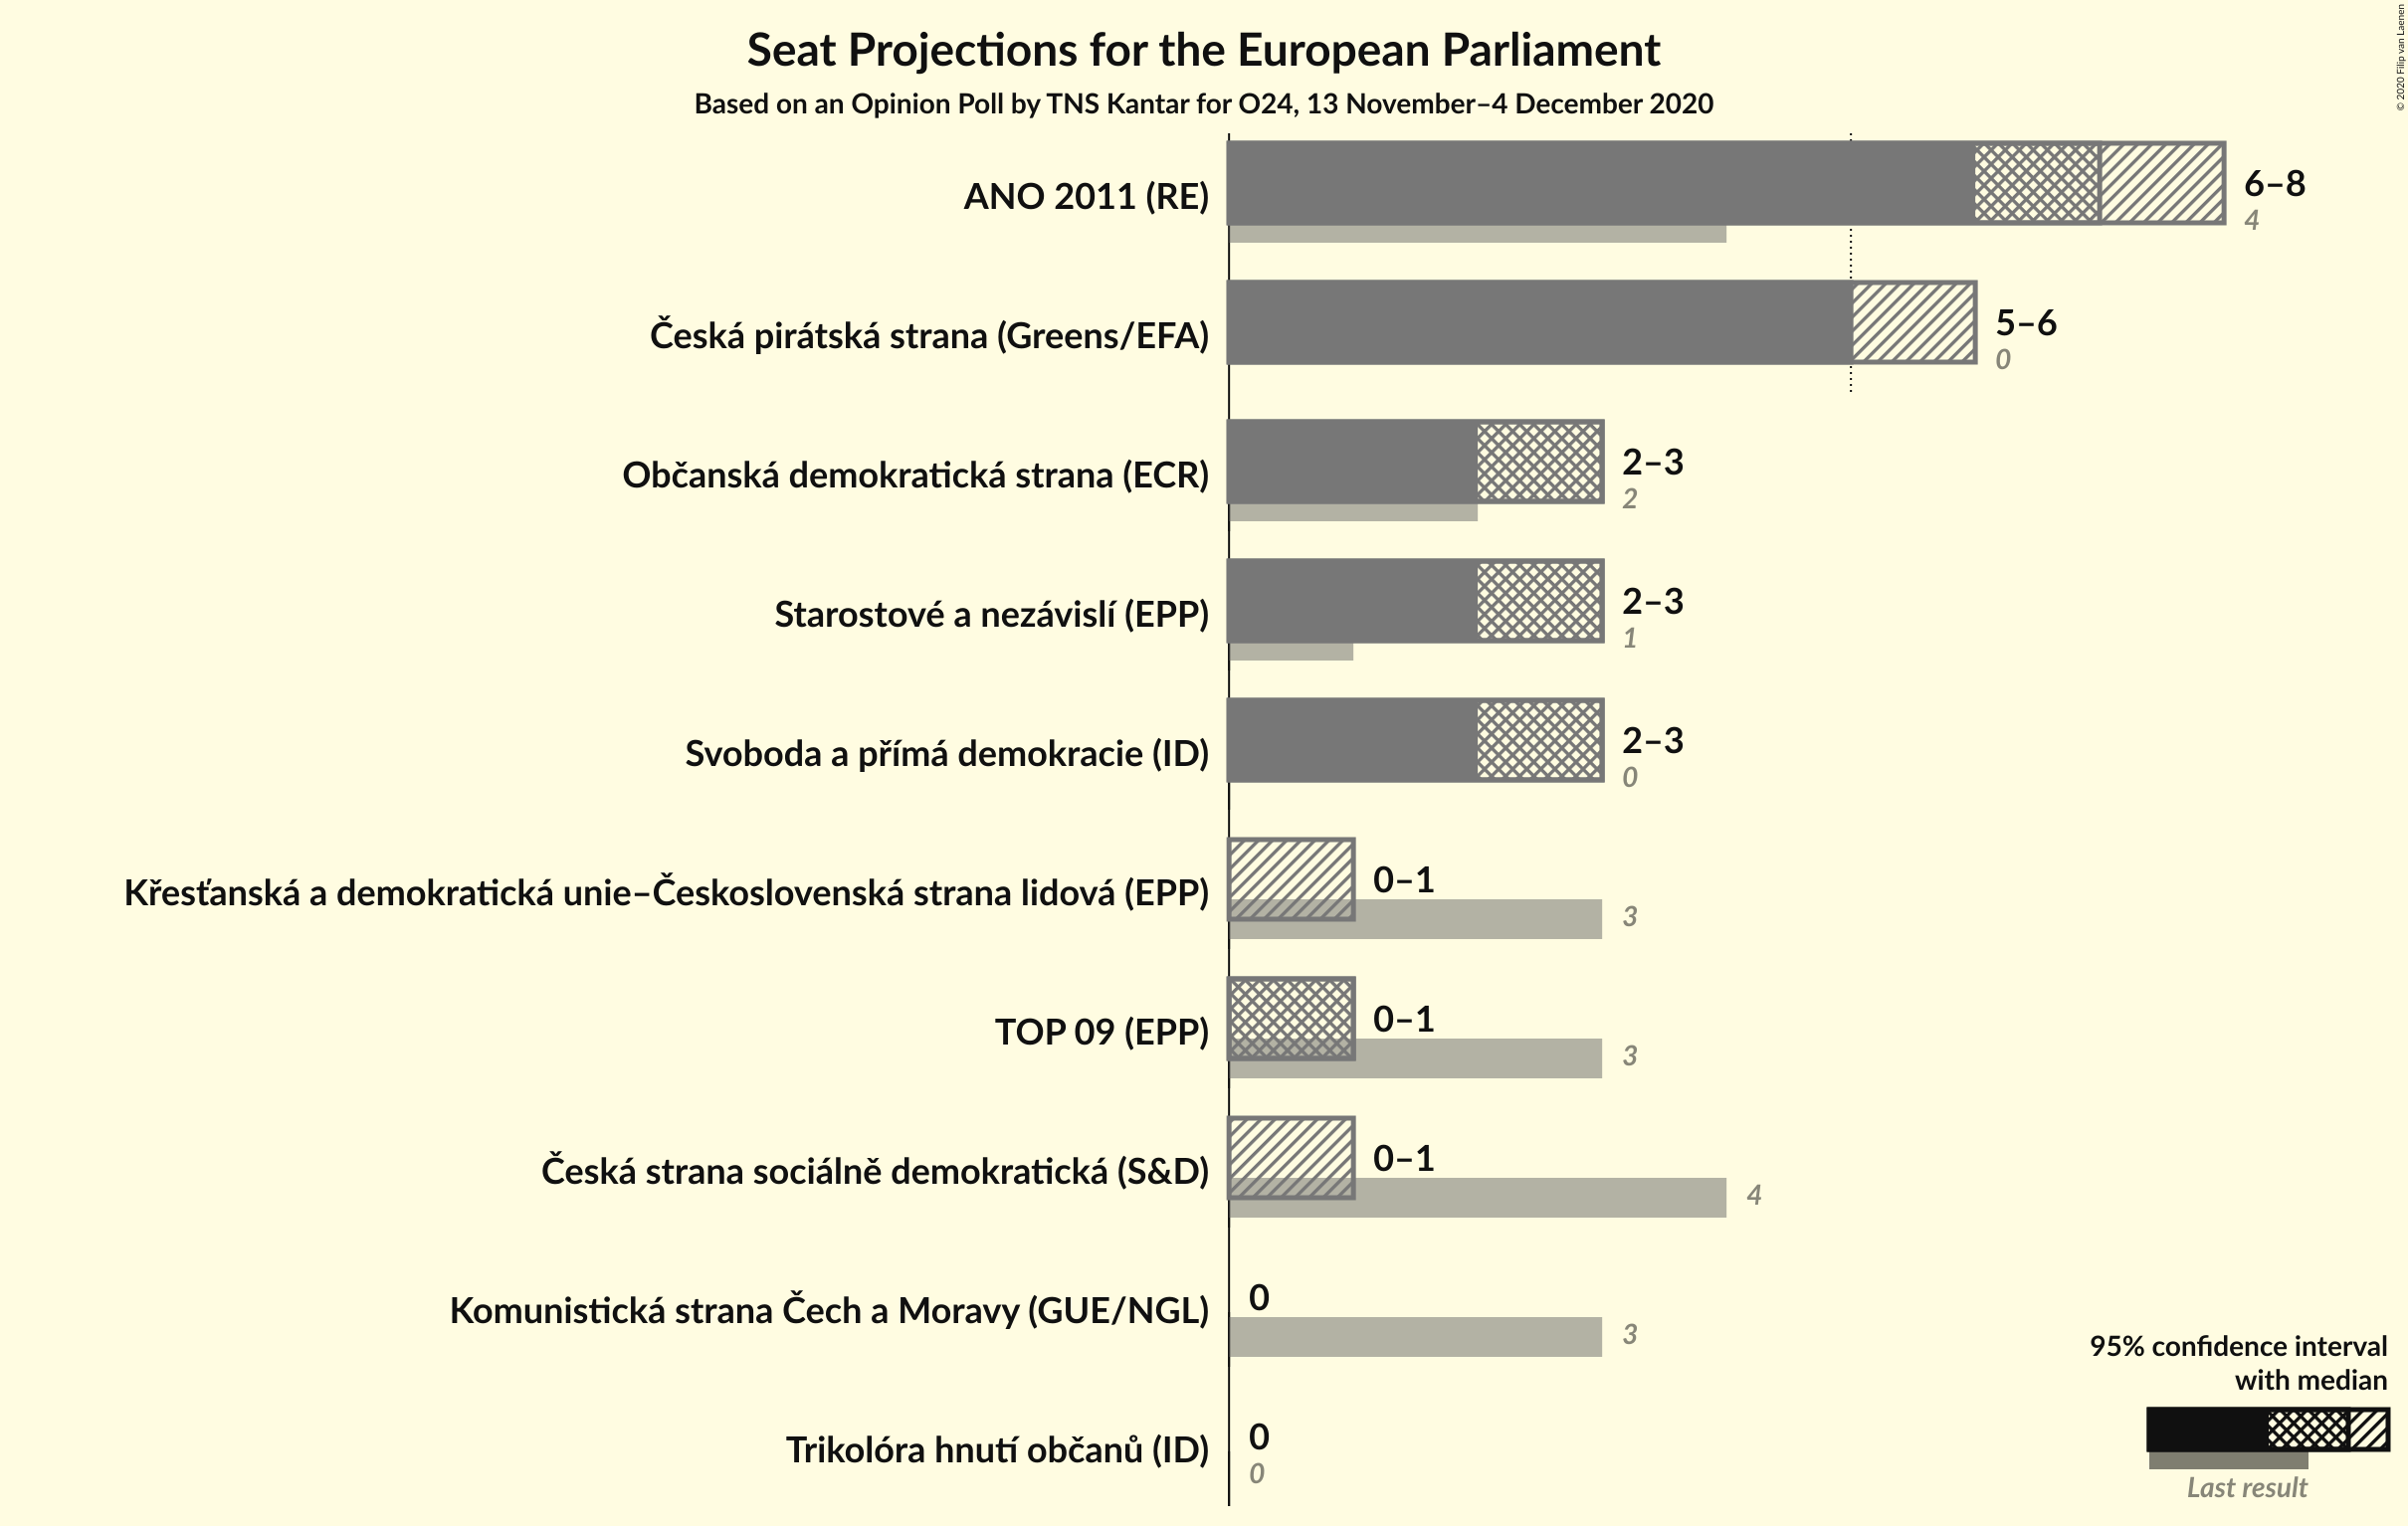 Seat Projections for the European Parliament
Based on an Opinion Poll by TNS Kantar for O24, 13 November–4 December 2020
© 2020 Filip van Laenen
ANO 2011 (RE)
6–8
4
Česká pirátská strana (Greens/EFA)
5–6
0
Občanská demokratická strana (ECR)
2–3
2
Starostové a nezávislí (EPP)
2–3
1
Svoboda a přímá demokracie (ID)
2–3
0
Křesťanská a demokratická unie–Československá strana lidová (EPP)
0–1
3
TOP 09 (EPP)
0–1
3
Česká strana sociálně demokratická (S&D)
0–1
4
Komunistická strana Čech a Moravy (GUE/NGL)
0
3
Trikolóra hnutí občanů (ID)
0
0
95% confidence interval
with median
Last result